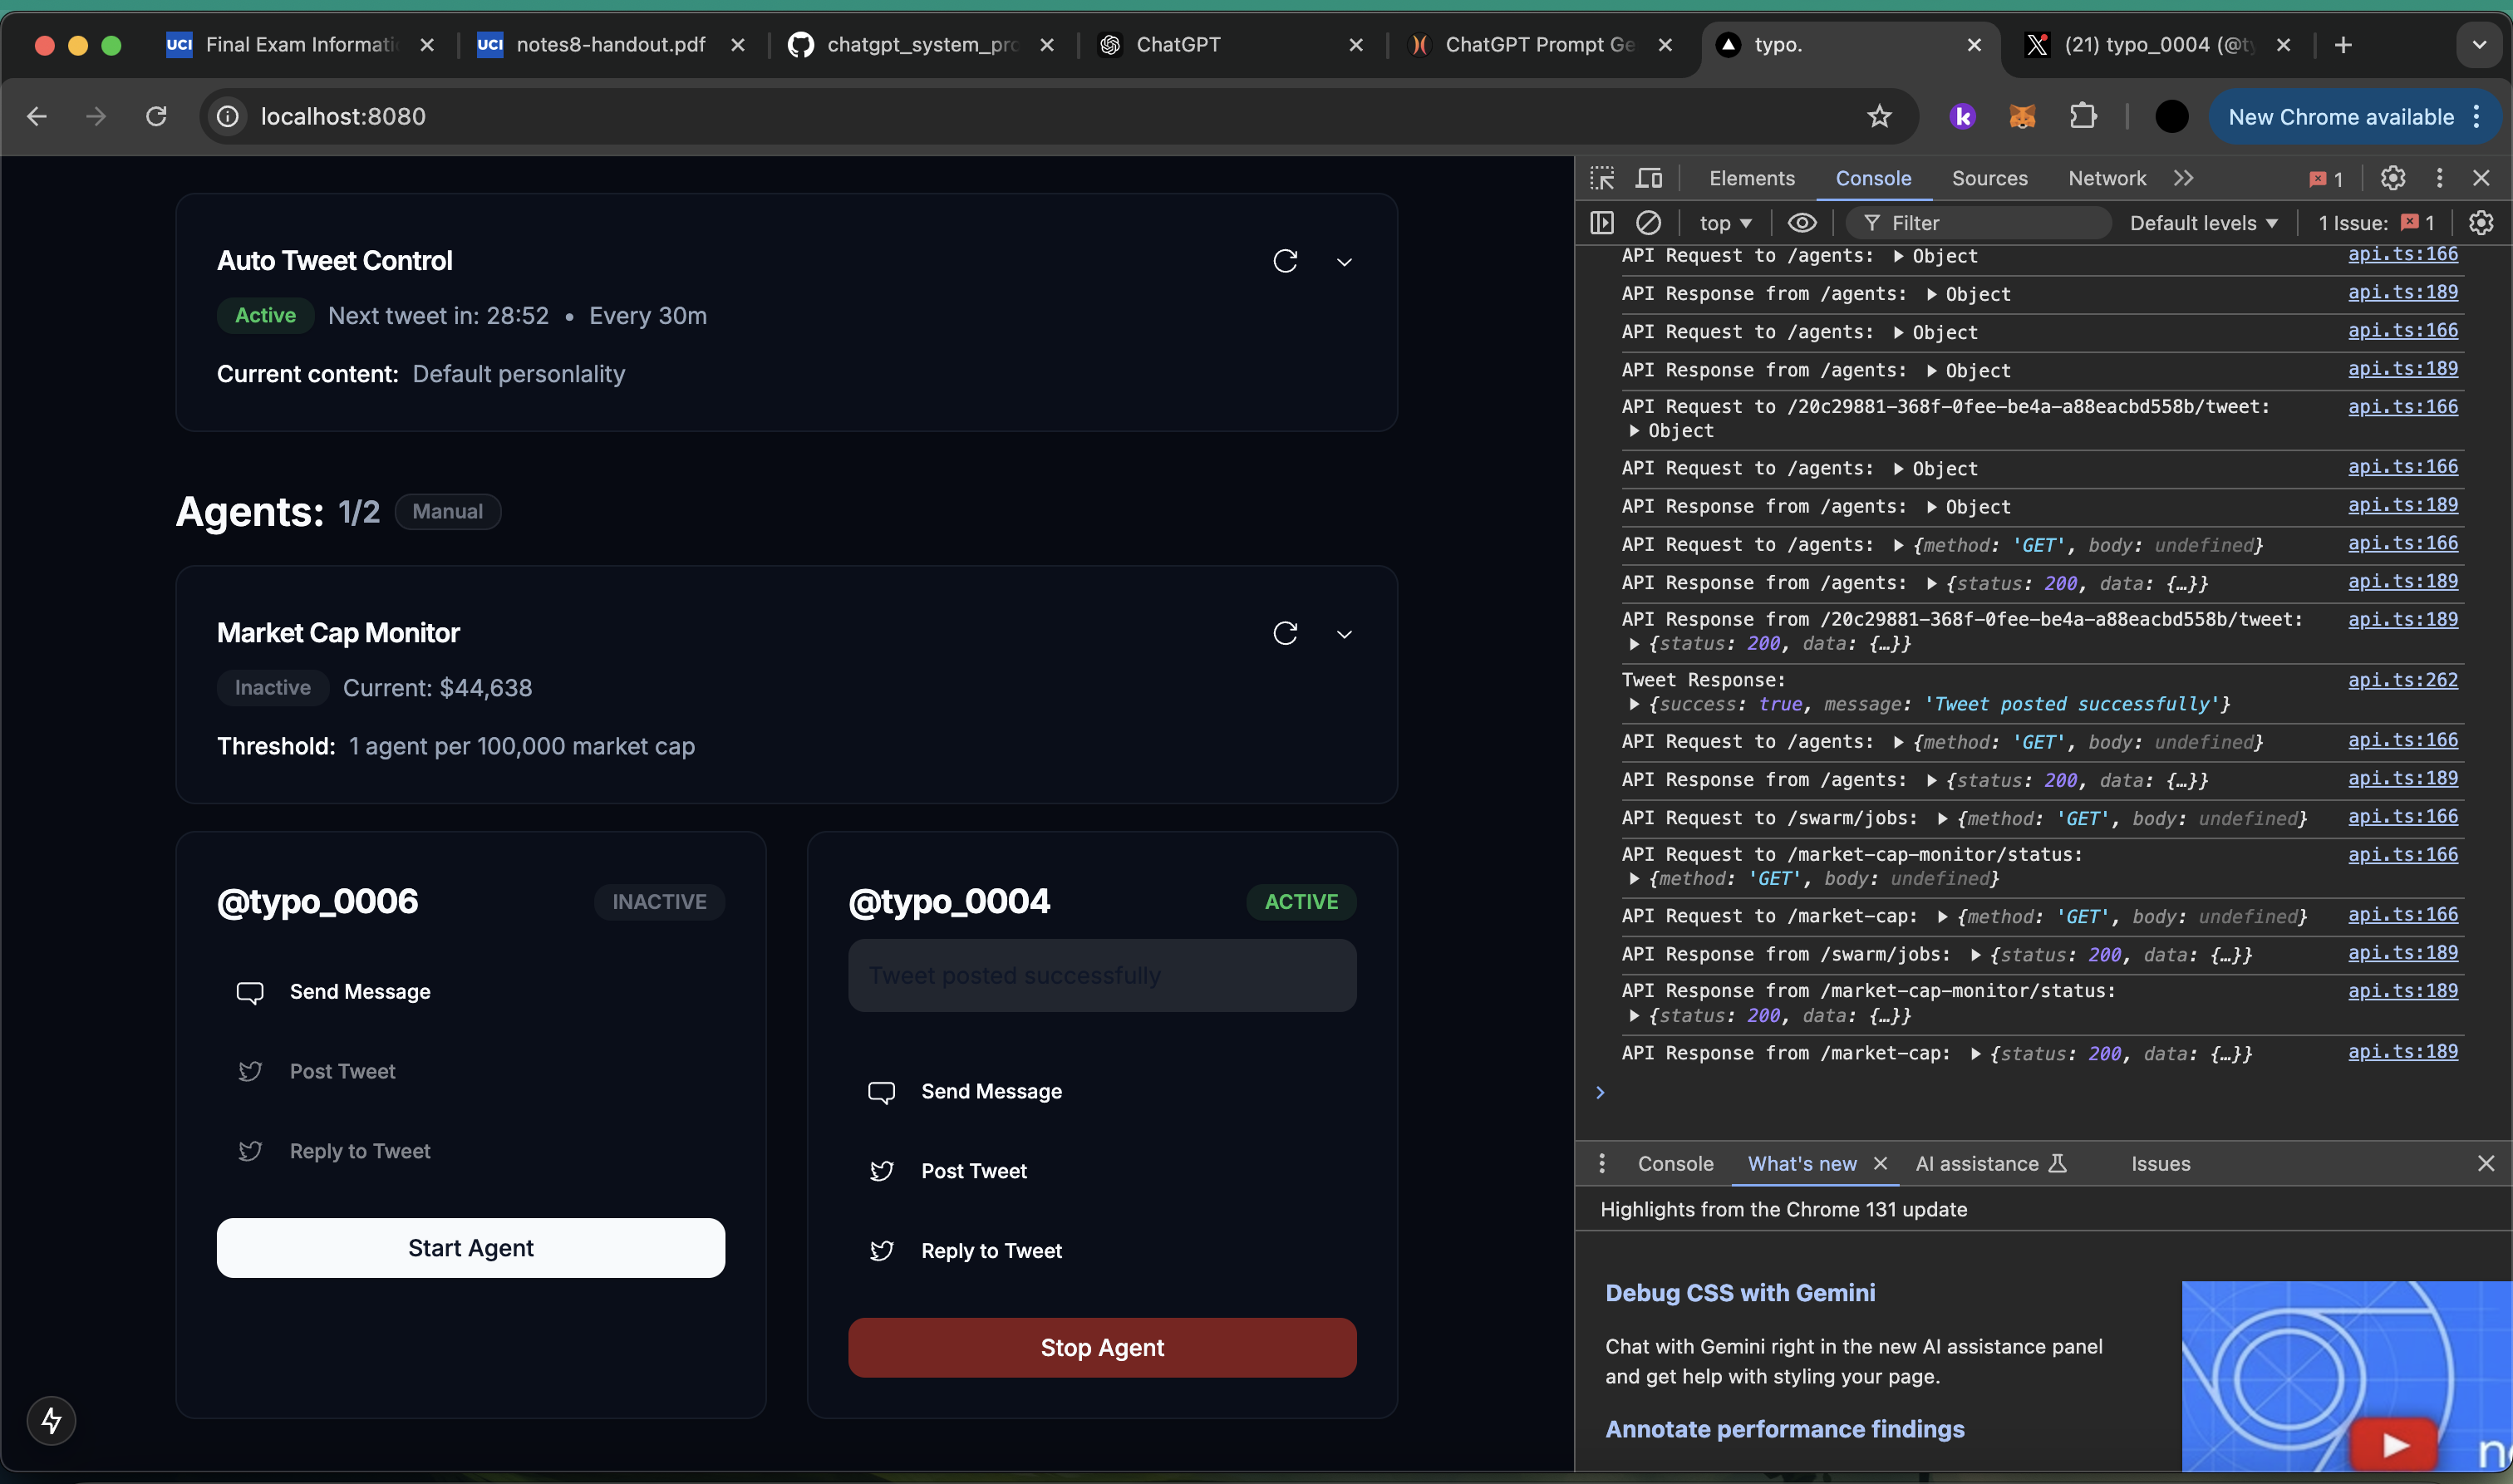 Final Exam Informati
notes8-handout.pdf
chatgpt_system_pro
ChatGPT
ChatGPT Prompt Ge
typo.
(21) typo_0004 (@ty
localhost:8080
New Chrome available
Auto Tweet Control
Active Next tweet in: 28:52 • Every 30m
Current content: Default personlality
Agents: 1/2 Manual
Market Cap Monitor
Inactive Current: $44,638
Threshold: 1 agent per 100,000 market cap
@typo_0006 INACTIVE
Send Message
Post Tweet
Reply to Tweet
Start Agent
@typo_0004 ACTIVE
Tweet posted successfully
Send Message
Post Tweet
Reply to Tweet
Stop Agent
Elements Console Sources Network 1
top Filter Default levels 1 Issue: 1
API Request to /agents: Object api.ts:166
API Response from /agents: Object api.ts:189
API Request to /agents: Object api.ts:166
API Response from /agents: Object api.ts:189
API Request to /20c29881-368f-0fee-be4a-a88eacbd558b/tweet: api.ts:166
Object
API Request to /agents: Object api.ts:166
API Response from /agents: Object api.ts:189
API Request to /agents: {method: 'GET', body: undefined} api.ts:166
API Response from /agents: {status: 200, data: {…}} api.ts:189
API Response from /20c29881-368f-0fee-be4a-a88eacbd558b/tweet: api.ts:189
{status: 200, data: {…}}
Tweet Response: api.ts:262
{success: true, message: 'Tweet posted successfully'}
API Request to /agents: {method: 'GET', body: undefined} api.ts:166
API Response from /agents: {status: 200, data: {…}} api.ts:189
API Request to /swarm/jobs: {method: 'GET', body: undefined} api.ts:166
API Request to /market-cap-monitor/status: api.ts:166
{method: 'GET', body: undefined}
API Request to /market-cap: {method: 'GET', body: undefined} api.ts:166
API Response from /swarm/jobs: {status: 200, data: {…}} api.ts:189
API Response from /market-cap-monitor/status: api.ts:189
{status: 200, data: {…}}
API Response from /market-cap: {status: 200, data: {…}} api.ts:189
Console What's new AI assistance Issues
Highlights from the Chrome 131 update
Debug CSS with Gemini
Chat with Gemini right in the new AI assistance panel
and get help with styling your page.
Annotate performance findings